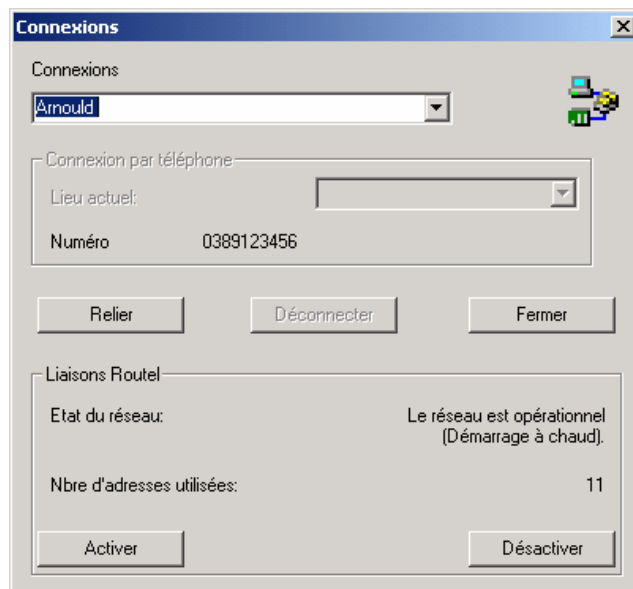 Connexions
Connexions
Arnould
Connexion par téléphone
Lieu actuel:
Numéro 0389123456
Relier Déconnecter Fermer
Liaisons Routel
Etat du réseau: Le réseau est opérationnel
(Démarrage à chaud).
Nbre d'adresses utilisées: 11
Activer Désactiver